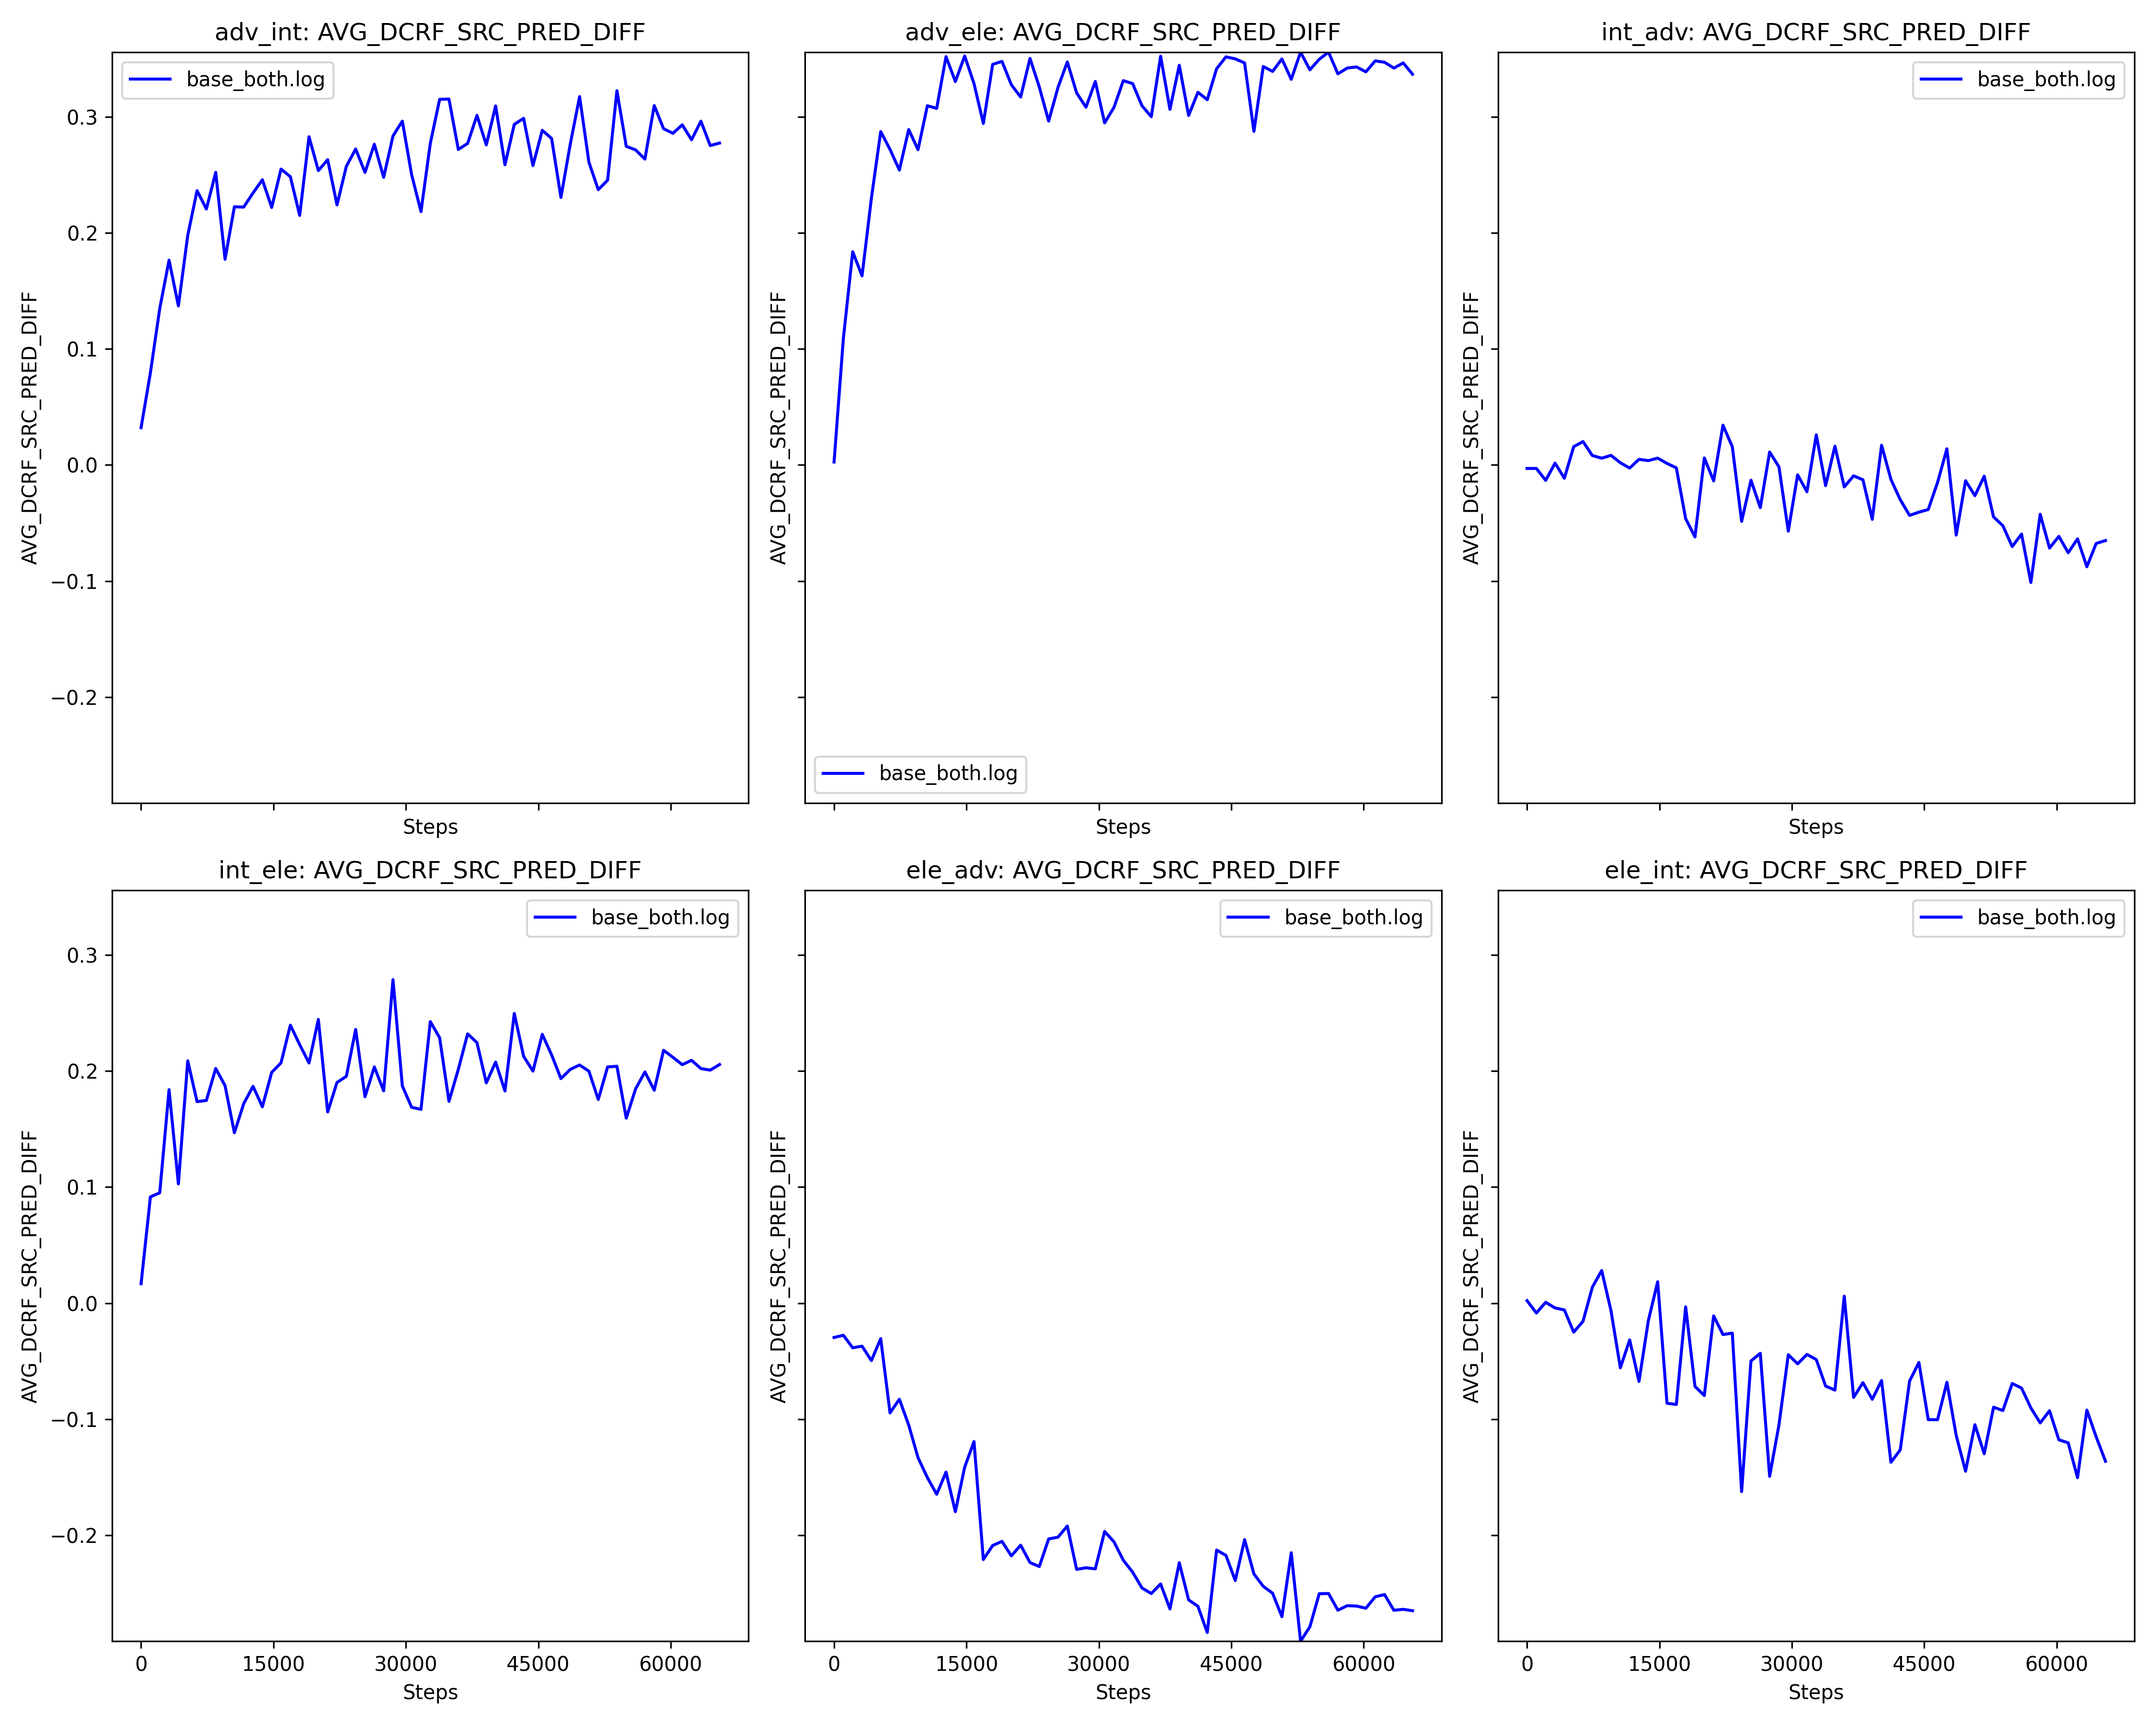 adv_int: AVG_DCRF_SRC_PRED_DIFF
base_both.log
0.3
0.2
0.1
0.0
−0.1
−0.2
AVG_DCRF_SRC_PRED_DIFF
Steps
adv_ele: AVG_DCRF_SRC_PRED_DIFF
AVG_DCRF_SRC_PRED_DIFF
base_both.log
Steps
int_adv: AVG_DCRF_SRC_PRED_DIFF
base_both.log
AVG_DCRF_SRC_PRED_DIFF
Steps
int_ele: AVG_DCRF_SRC_PRED_DIFF
base_both.log
0.3
0.2
0.1
0.0
−0.1
−0.2
AVG_DCRF_SRC_PRED_DIFF
0 15000 30000 45000 60000
Steps
ele_adv: AVG_DCRF_SRC_PRED_DIFF
base_both.log
AVG_DCRF_SRC_PRED_DIFF
0 15000 30000 45000 60000
Steps
ele_int: AVG_DCRF_SRC_PRED_DIFF
base_both.log
AVG_DCRF_SRC_PRED_DIFF
0 15000 30000 45000 60000
Steps